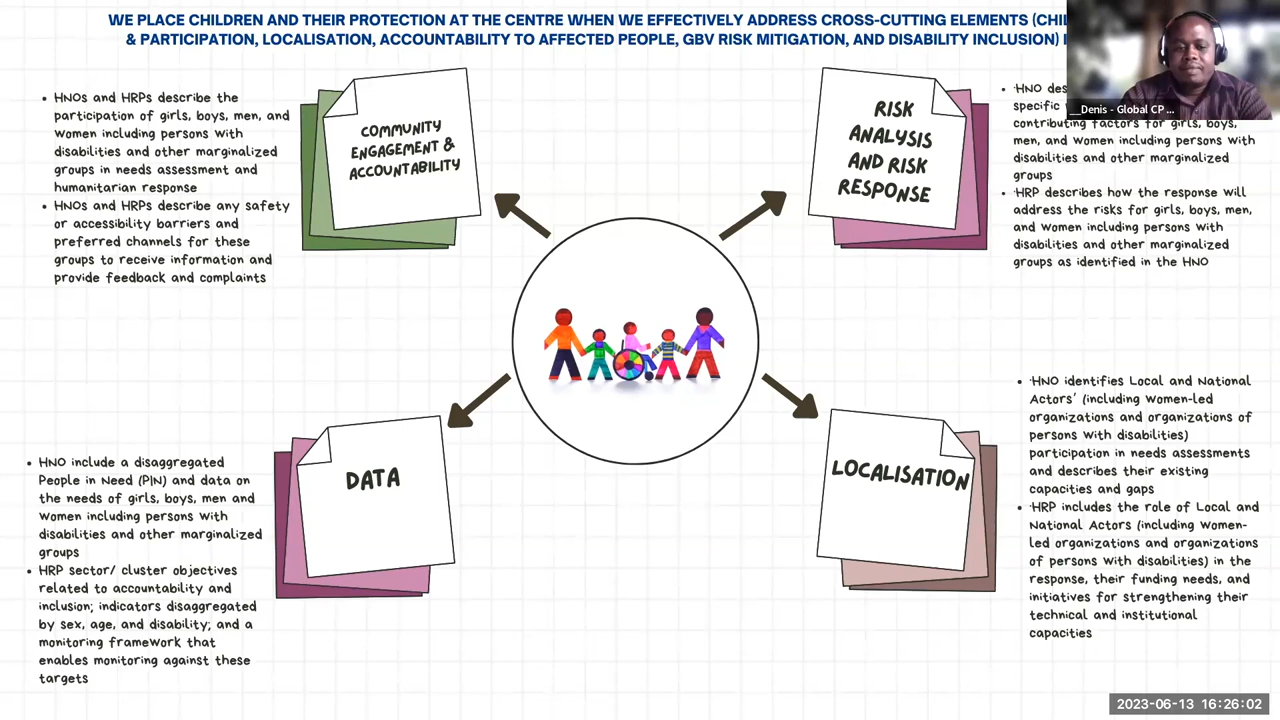 WE PLACE CHILDREN AND THEIR PROTECTION AT THE CENTRE WHEN WE EFFECTIVELY ADDRESS CROSS-CUTTING ELEMENTS
& PARTICIPATION, LOCALISATION, ACCOUNTABILITY TO AFFECTED PEOPLE, GBV RISK MITIGATION, AND DISABILITY INCLUSION)
• HNOs and HRPs describe the
participation of girls, boys, men, and
women including persons with
disabilities and other marginalized
groups in needs assessment and
humanitarian response
• HNOs and HRPs describe any safety
or accessibility barriers and
preferred channels for these
groups to receive information and
provide feedback and complaints
COMMUNITY
ENGAGEMENT &
ACCOUNTABILITY
RISK
ANALYSIS
AND RISK
RESPONSE
Denis - Global CP ...
• HNO
specific
contributing factors for girls, boys,
men, and women including persons with
disabilities and other marginalized
groups
• HRP describes how the response will
address the risks for girls, boys, men,
and women including persons with
disabilities and other marginalized
groups as identified in the HNO
• HNO include a disaggregated
People in Need (PIN) and data on
the needs of girls, boys, men and
women including persons with
disabilities and other marginalized
groups
• HRP sector/ cluster objectives
related to accountability and
inclusion; indicators disaggregated
by sex, age, and disability; and a
monitoring framework that
enables monitoring against these
targets
DATA
LOCALISATION
• HNO identifies Local and National
Actors' (including women-led
organizations and organizations of
persons with disabilities)
participation in needs assessments
and describes their existing
capacities and gaps
• HRP includes the role of Local and
National Actors (including women-
led organizations and organizations
of persons with disabilities) in the
response, their funding needs, and
initiatives for strengthening their
technical and institutional
capacities
2023-06-13 16:26:02